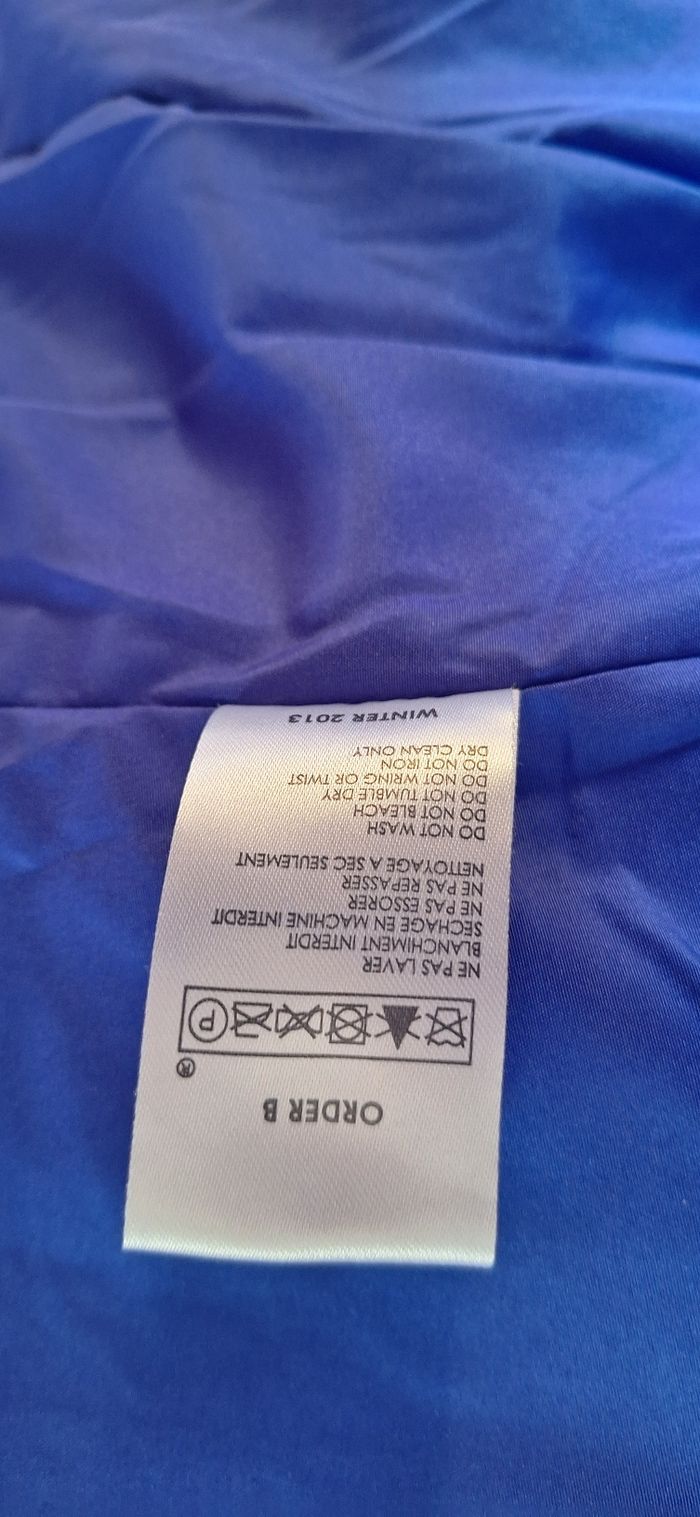 ORDER B
®
P
NE PAS LAVER
BLANCHIMENT INTERDIT
SECHAGE EN MACHINE INTERDIT
NE PAS ESSORER
NE PAS REPASSER
NETTOYAGE A SEC SEULEMENT
DO NOT WASH
DO NOT BLEACH
DO NOT TUMBLE DRY
DO NOT WRING OR TWIST
DO NOT IRON
DRY CLEAN ONLY
WINTER 2013